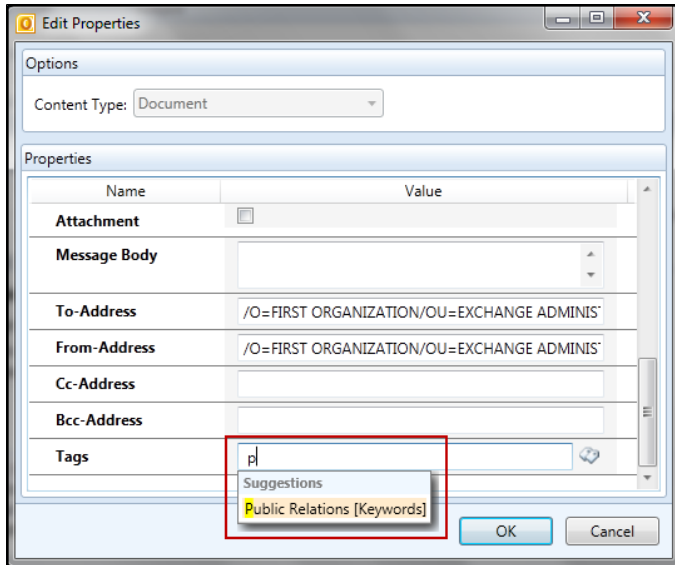 Edit Properties
Options
Content Type: Document
Properties
Name Value
Attachment
Message Body
To-Address /O=FIRST ORGANIZATION/OU=EXCHANGE ADMINIS
From-Address /O=FIRST ORGANIZATION/OU=EXCHANGE ADMINIS
Cc-Address
Bcc-Address
Tags p
Suggestions
Public Relations [Keywords]
OK Cancel